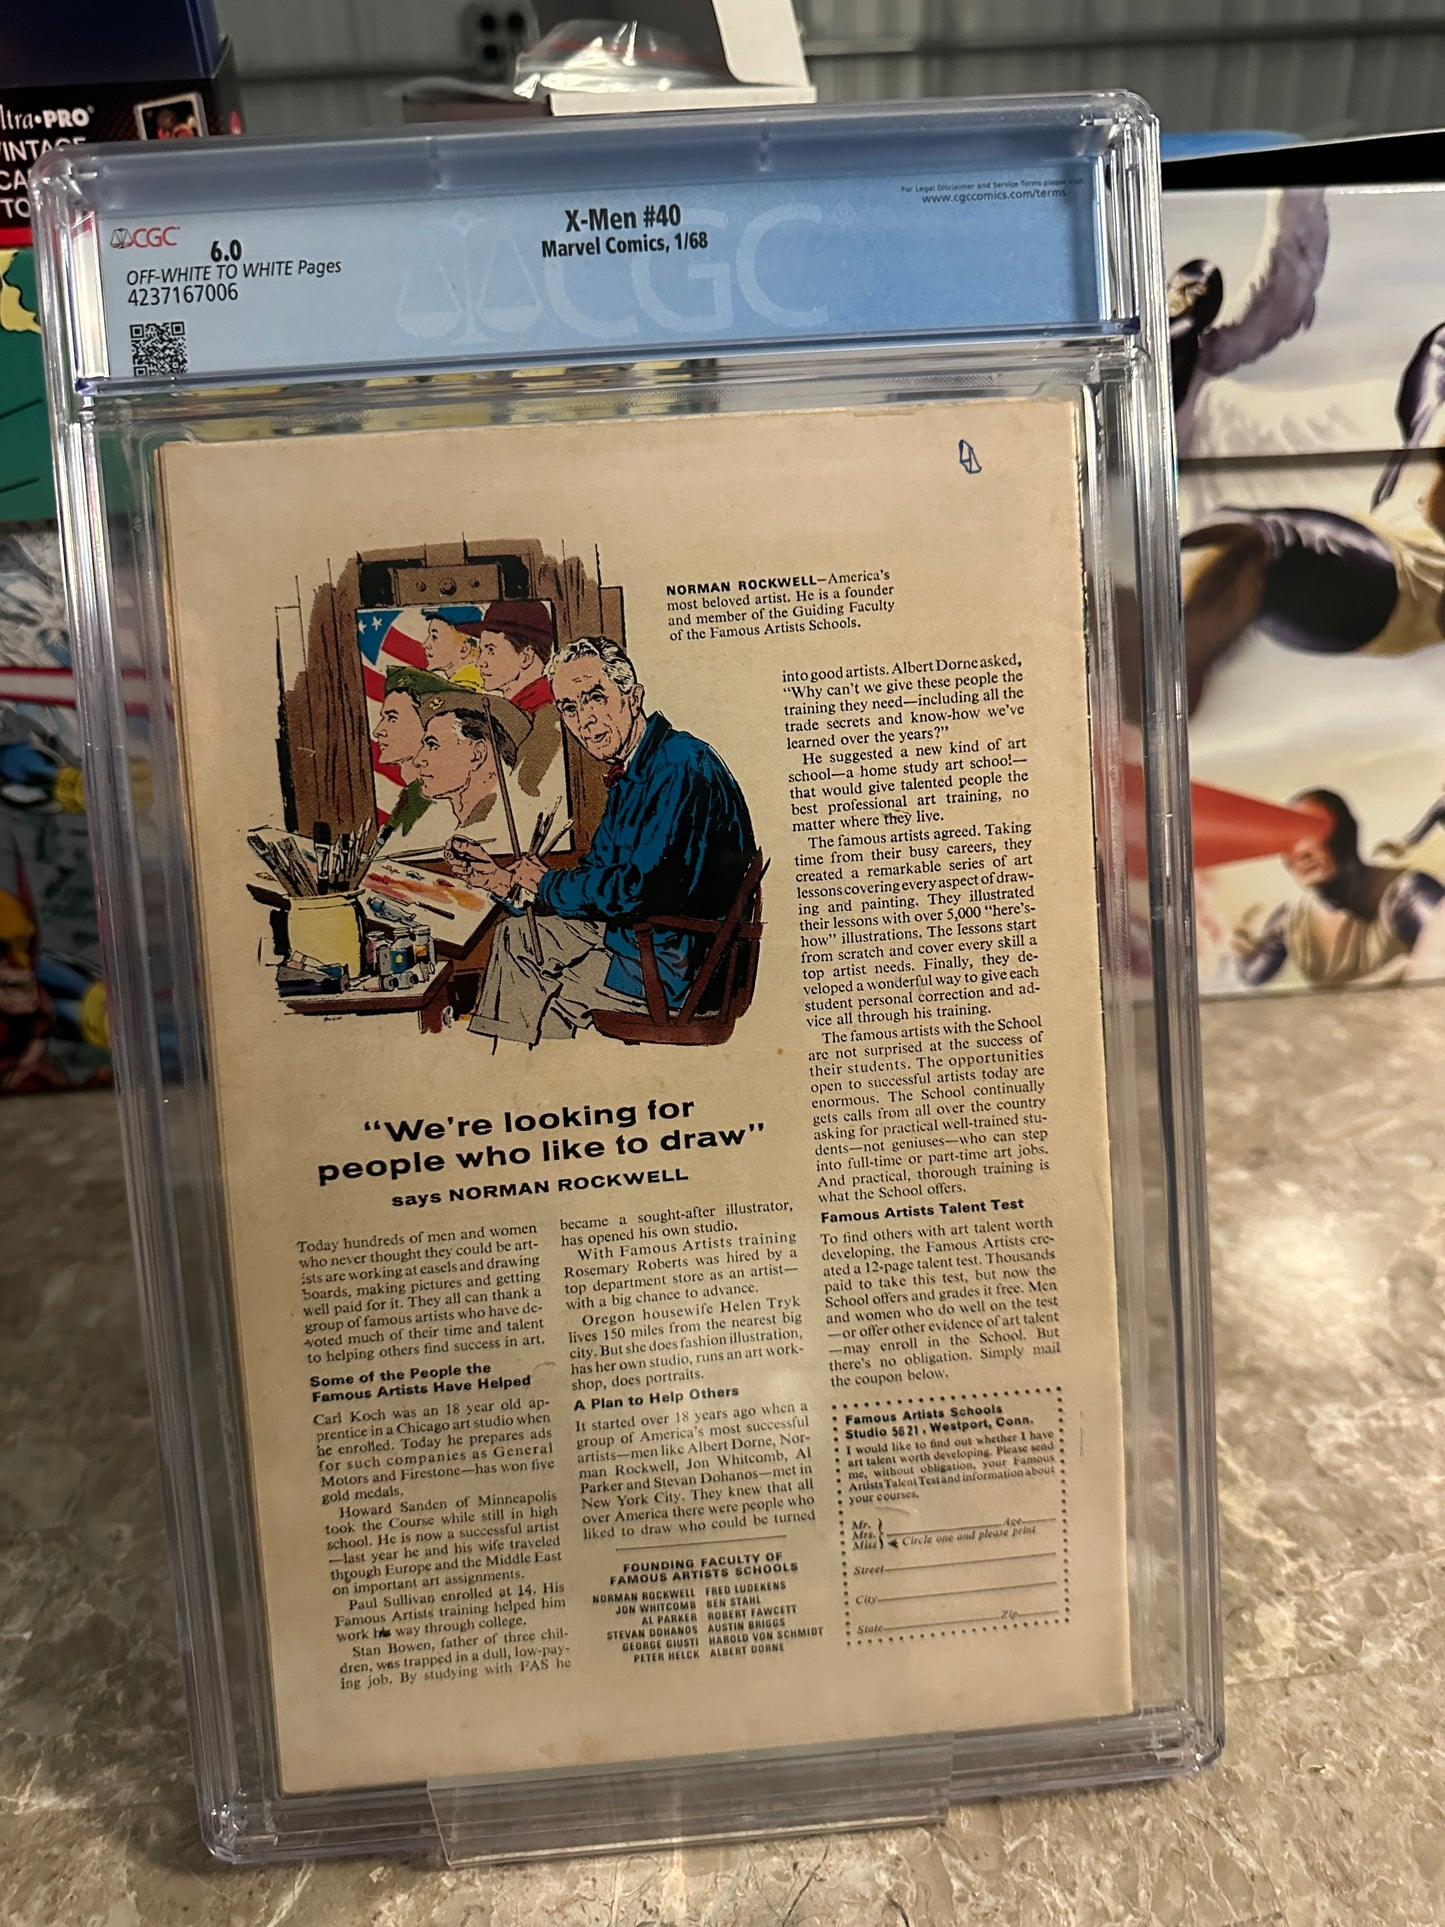 ltra•PRO
VINTAGE
CA
TO
CGC
6.0
OFF-WHITE TO WHITE Pages
4237167006
X-Men #40
Marvel Comics, 1/68
CGC
For Legal Disclaimer and Service Terms please visit
www.cgccomics.com/terms
NORMAN ROCKWELL—America's
most beloved artist. He is a founder
and member of the Guiding Faculty
of the Famous Artists Schools.
"We're looking for
people who like to draw"
says NORMAN ROCKWELL
Today hundreds of men and women
who never thought they could be art-
ists are working at easels and drawing
boards, making pictures and getting
well paid for it. They all can thank a
group of famous artists who have de-
voted much of their time and talent
to helping others find success in art.
Some of the People the
Famous Artists Have Helped
Carl Koch was an 18 year old ap-
prentice in a Chicago art studio when
he enrolled. Today he prepares ads
for such companies as General
Motors and Firestone—has won five
gold medals.
Howard Sanden of Minneapolis
took the Course while still in high
school. He is now a successful artist
—last year he and his wife traveled
through Europe and the Middle East
on important art assignments.
Paul Sullivan enrolled at 14. His
Famous Artists training helped him
work his way through college.
Stan Bowen, father of three chil-
dren, was trapped in a dull, low-pay-
ing job. By studying with FAS he
became a sought-after illustrator,
has opened his own studio.
With Famous Artists training
Rosemary Roberts was hired by a
top department store as an artist—
with a big chance to advance.
Oregon housewife Helen Tryk
lives 150 miles from the nearest big
city. But she does fashion illustration,
has her own studio, runs an art work-
shop, does portraits.
A Plan to Help Others
It started over 18 years ago when a
group of America's most successful
artists—men like Albert Dorne, Nor-
man Rockwell, Jon Whitcomb, Al
Parker and Stevan Dohanos—met in
New York City. They knew that all
over America there were people who
liked to draw who could be turned
FOUNDING FACULTY OF
FAMOUS ARTISTS SCHOOLS
NORMAN ROCKWELL FRED LUDEKENS
JON WHITCOMB BEN STAHL
AL PARKER ROBERT FAWCETT
STEVAN DOHANOS AUSTIN BRIGGS
GEORGE GIUSTI HAROLD VON SCHMIDT
PETER HELCK ALBERT DORNE
into good artists. Albert Dorne asked,
"Why can't we give these people the
training they need—including all the
trade secrets and know-how we've
learned over the years?"
He suggested a new kind of art
school—a home study art school—
that would give talented people the
best professional art training, no
matter where they live.
The famous artists agreed. Taking
time from their busy careers, they
created a remarkable series of art
lessons covering every aspect of draw-
ing and painting. They illustrated
their lessons with over 5,000 "here's-
how" illustrations. The lessons start
from scratch and cover every skill a
top artist needs. Finally, they de-
veloped a wonderful way to give each
student personal correction and ad-
vice all through his training.
The famous artists with the School
are not surprised at the success of
their students. The opportunities
open to successful artists today are
enormous. The School continually
gets calls from all over the country
asking for practical well-trained stu-
dents—not geniuses—who can step
into full-time or part-time art jobs.
And practical, thorough training is
what the School offers.
Famous Artists Talent Test
To find others with art talent worth
developing, the Famous Artists cre-
ated a 12-page talent test. Thousands
paid to take this test, but now the
School offers and grades it free. Men
and women who do well on the test
—or offer other evidence of art talent
—may enroll in the School. But
there's no obligation. Simply mail
the coupon below.
Famous Artists Schools
Studio 5621, Westport, Conn.
I would like to find out whether I have
art talent worth developing. Please send
me, without obligation, your Famous
Artists Talent Test and information about
your courses.
Mr.
Mrs. Age
Miss Circle one and please print
Street
City
State Zip